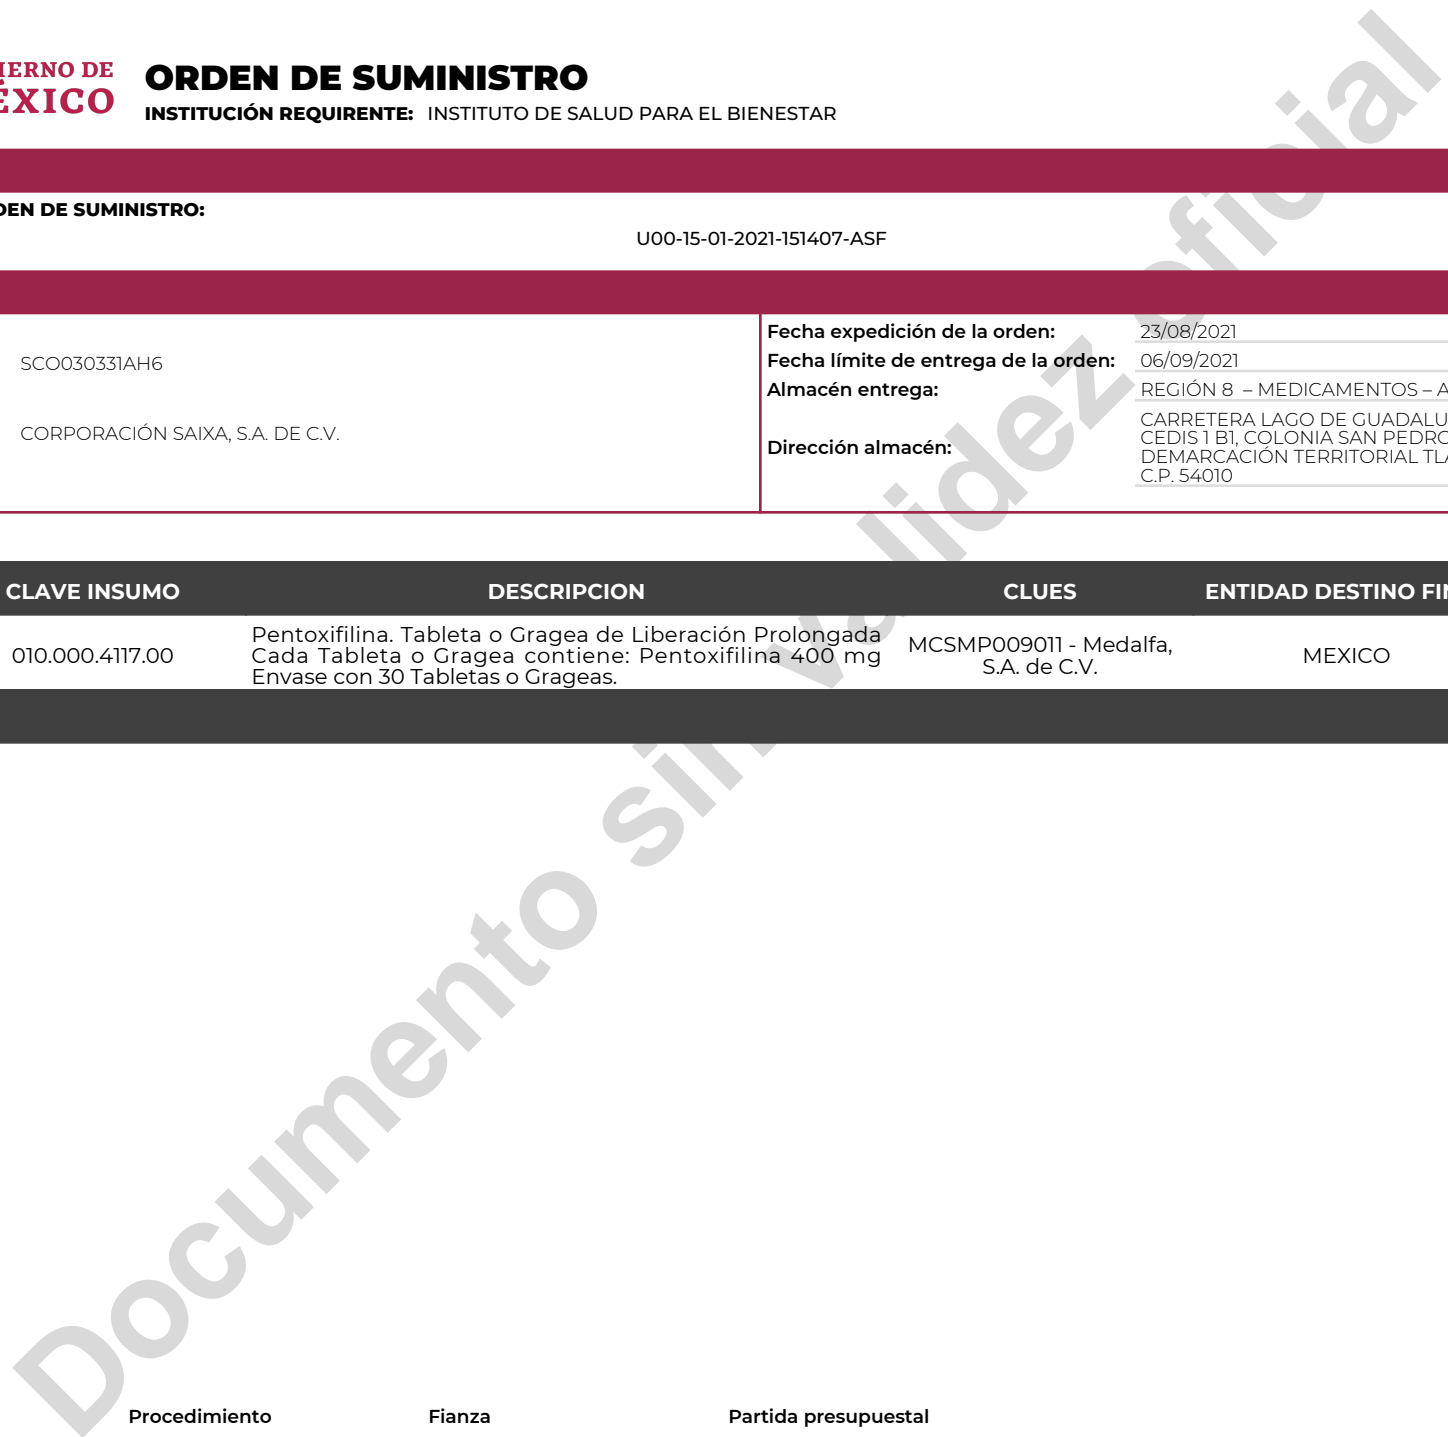 IERNO DE
ÉXICO
ORDEN DE SUMINISTRO
INSTITUCIÓN REQUIRENTE: INSTITUTO DE SALUD PARA EL BIENESTAR
DEN DE SUMINISTRO:
U00-15-01-2021-151407-ASF
SCO030331AH6
CORPORACIÓN SAIXA, S.A. DE C.V.
Fecha expedición de la orden: 23/08/2021
Fecha límite de entrega de la orden: 06/09/2021
Almacén entrega: REGIÓN 8 – MEDICAMENTOS – A
Dirección almacén:
CARRETERA LAGO DE GUADALU
CEDIS 1 B1, COLONIA SAN PEDRO
DEMARCACIÓN TERRITORIAL TLA
C.P. 54010
CLAVE INSUMO DESCRIPCION CLUES ENTIDAD DESTINO FIN
010.000.4117.00
Pentoxifilina. Tableta o Gragea de Liberación Prolongada
Cada Tableta o Gragea contiene: Pentoxifilina 400 mg
Envase con 30 Tabletas o Grageas.
MCSMP009011 - Medalfa,
S.A. de C.V.
MEXICO
Documento sin validez oficial
Procedimiento Fianza Partida presupuestal